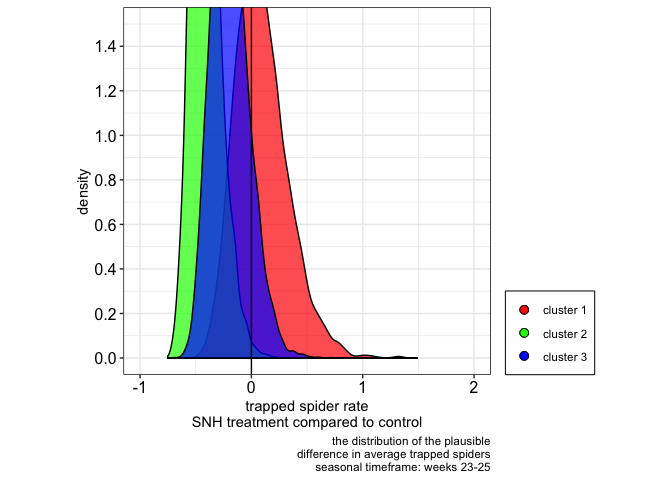 1.4
1.2
1.0
0.8
0.6
0.4
0.2
0.0
density
-1 0 1 2
trapped spider rate
SNH treatment compared to control
cluster 1
cluster 2
cluster 3
the distribution of the plausible
difference in average trapped spiders
seasonal timeframe: weeks 23-25